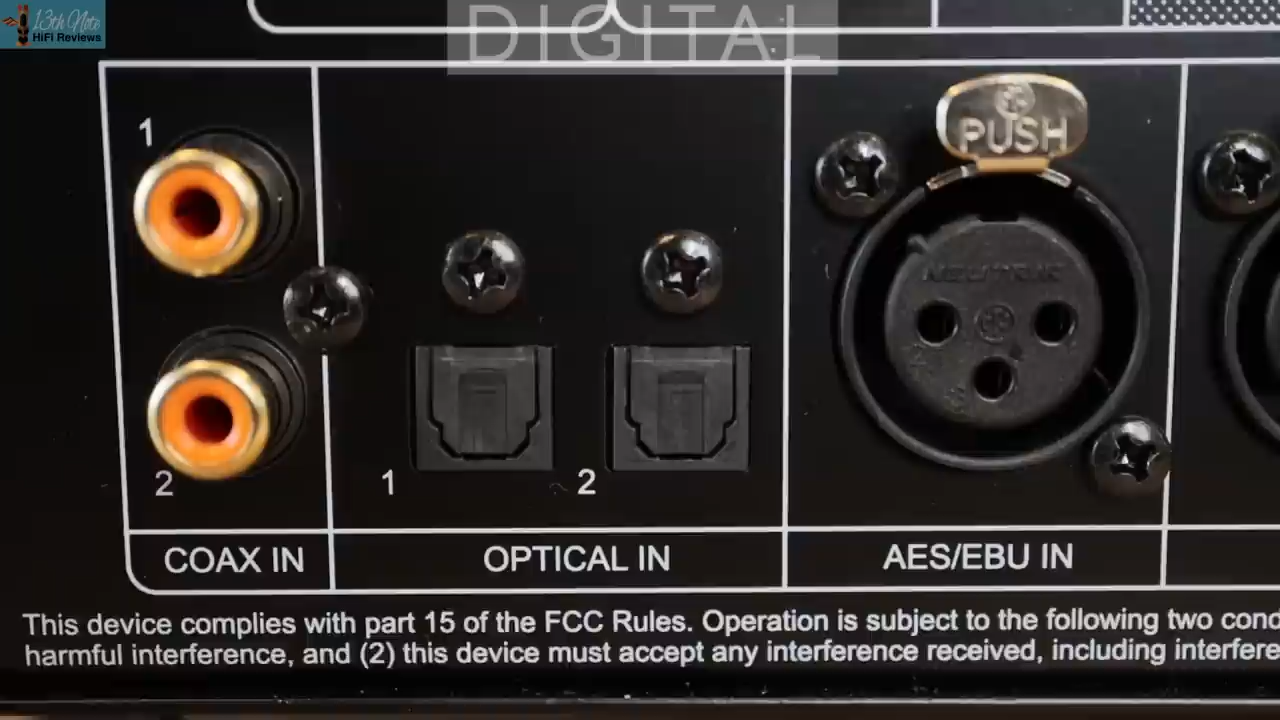 13th Note
HiFi Reviews
DIGITAL
1
PUSH
NEUTRIK
2
1
2
COAX IN
OPTICAL IN
AES/EBU IN
This device complies with part 15 of the FCC Rules. Operation is subject to the following two cond
harmful interference, and (2) this device must accept any interference received, including interfere